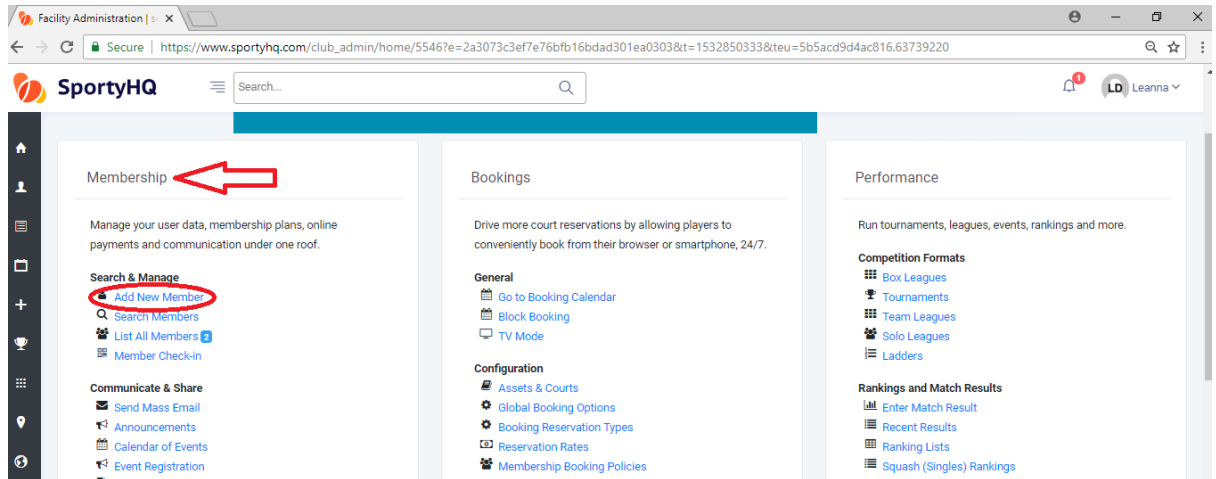 Facility Administration | s
Secure | https://www.sportyhq.com/club_admin/home/5546?e=2a3073c3ef7e76bfb16bdad301ea0303&t=1532850333&teu=5b5acd9d4ac816.63739220
SportyHQ
Search...
1
LD Leanna
Membership
Manage your user data, membership plans, online
payments and communication under one roof.
Search & Manage
Add New Member
Search Members
List All Members 2
Member Check-in
Communicate & Share
Send Mass Email
Announcements
Calendar of Events
Event Registration
Bookings
Drive more court reservations by allowing players to
conveniently book from their browser or smartphone, 24/7.
General
Go to Booking Calendar
Block Booking
TV Mode
Configuration
Assets & Courts
Global Booking Options
Booking Reservation Types
Reservation Rates
Membership Booking Policies
Performance
Run tournaments, leagues, events, rankings and more.
Competition Formats
Box Leagues
Tournaments
Team Leagues
Solo Leagues
Ladders
Rankings and Match Results
Enter Match Result
Recent Results
Ranking Lists
Squash (Singles) Rankings